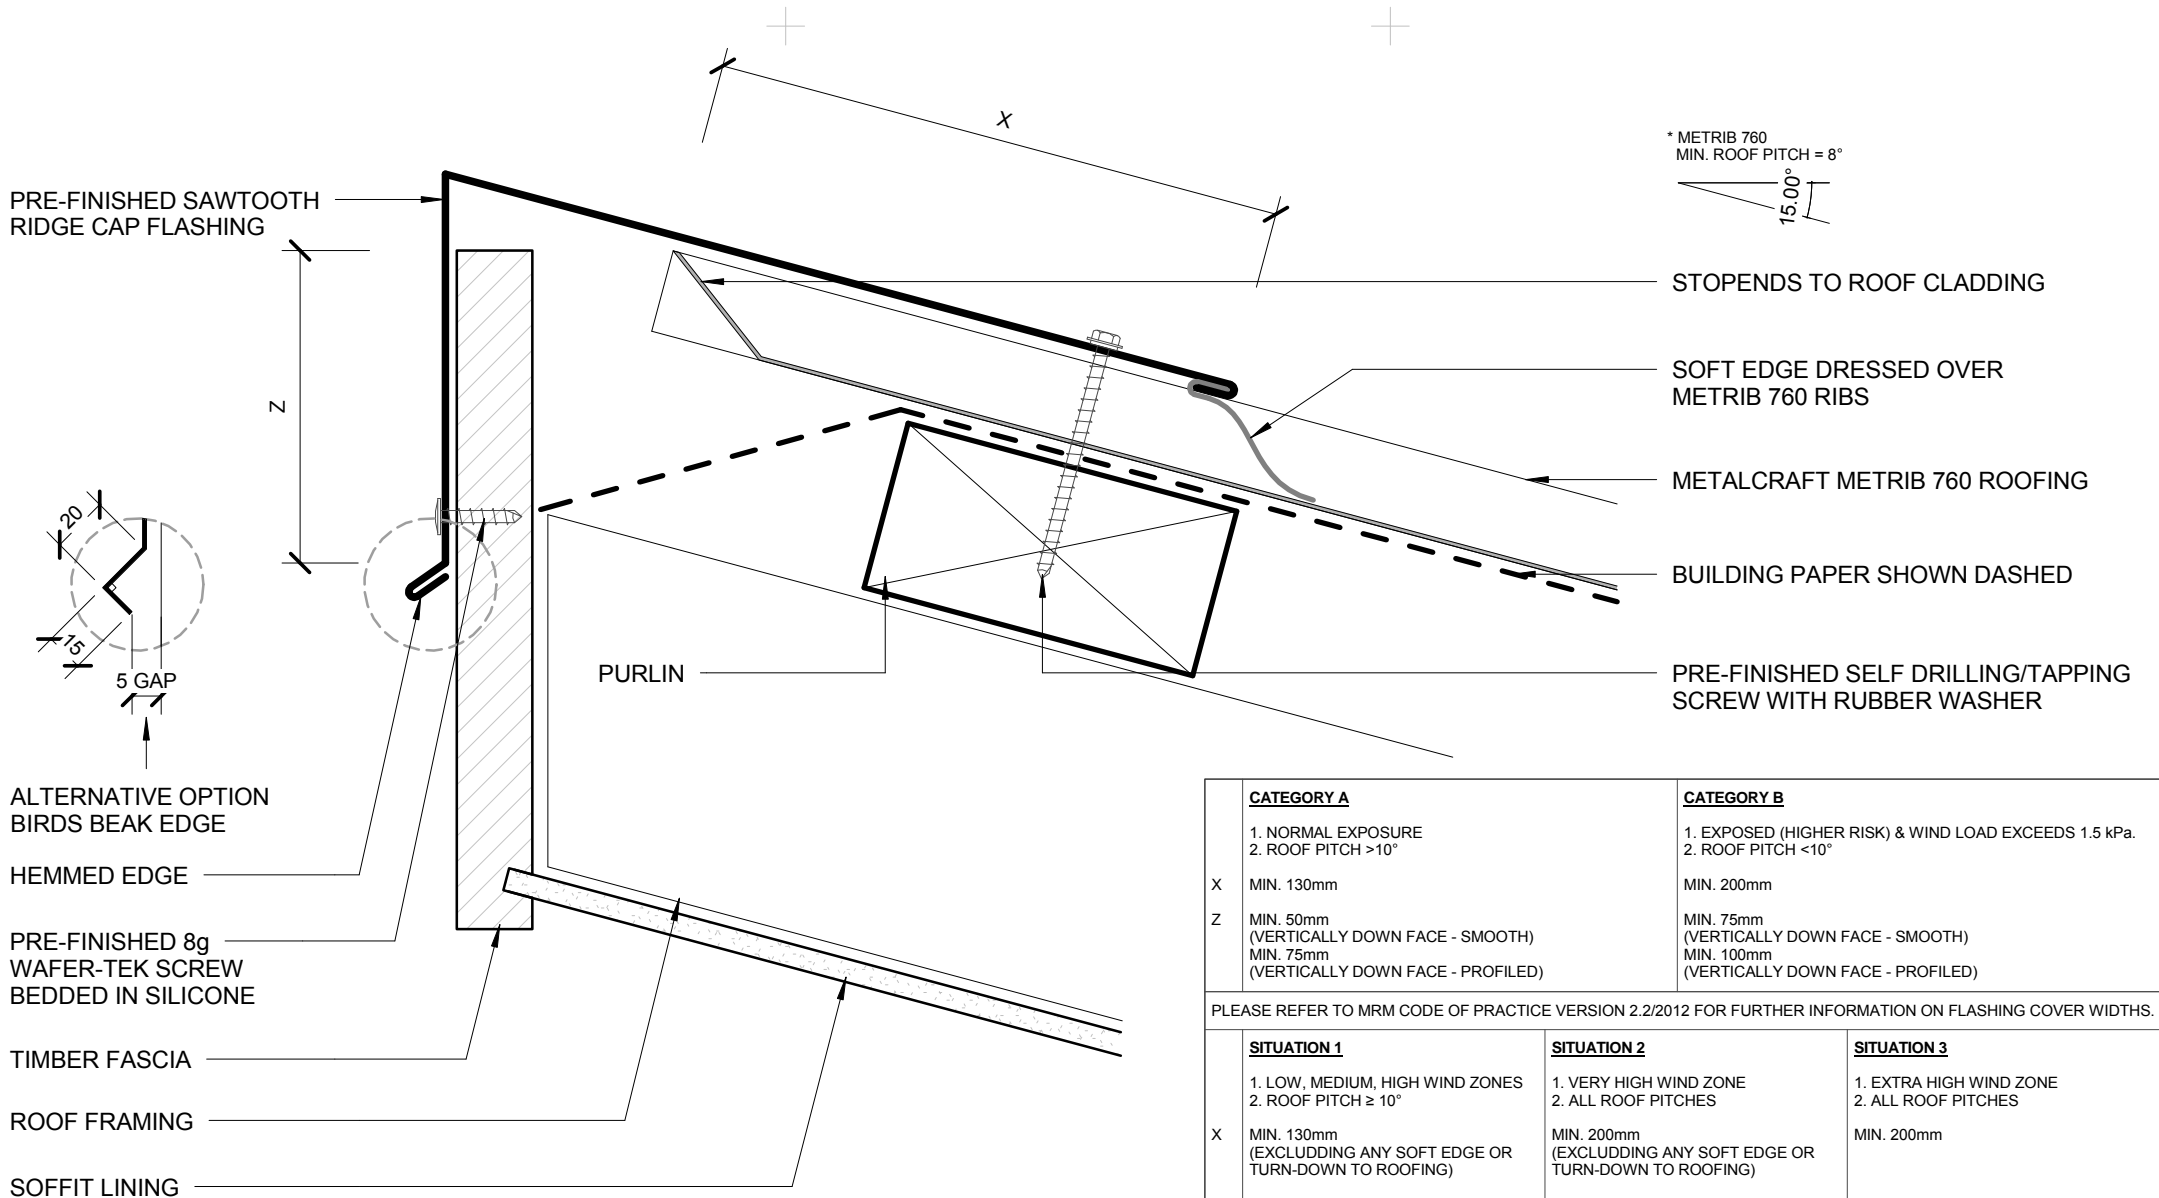 X
* METRIB 760
MIN. ROOF PITCH = 8°
15.00°
PRE-FINISHED SAWTOOTH
RIDGE CAP FLASHING
Z
STOPENDS TO ROOF CLADDING
SOFT EDGE DRESSED OVER
METRIB 760 RIBS
METALCRAFT METRIB 760 ROOFING
BUILDING PAPER SHOWN DASHED
PRE-FINISHED SELF DRILLING/TAPPING
SCREW WITH RUBBER WASHER
PURLIN
20
15
5 GAP
ALTERNATIVE OPTION
BIRDS BEAK EDGE
HEMMED EDGE
PRE-FINISHED 8g
WAFER-TEK SCREW
BEDDED IN SILICONE
TIMBER FASCIA
ROOF FRAMING
SOFFIT LINING
CATEGORY A
1. NORMAL EXPOSURE
2. ROOF PITCH >10°
X MIN. 130mm
Z MIN. 50mm
(VERTICALLY DOWN FACE - SMOOTH)
MIN. 75mm
(VERTICALLY DOWN FACE - PROFILED)
CATEGORY B
1. EXPOSED (HIGHER RISK) & WIND LOAD EXCEEDS 1.5 kPa.
2. ROOF PITCH <10°
MIN. 200mm
MIN. 75mm
(VERTICALLY DOWN FACE - SMOOTH)
MIN. 100mm
(VERTICALLY DOWN FACE - PROFILED)
PLEASE REFER TO MRM CODE OF PRACTICE VERSION 2.2/2012 FOR FURTHER INFORMATION ON FLASHING COVER WIDTHS.
SITUATION 1
1. LOW, MEDIUM, HIGH WIND ZONES
2. ROOF PITCH ≥ 10°
X MIN. 130mm
(EXCLUDDING ANY SOFT EDGE OR
TURN-DOWN TO ROOFING)
SITUATION 2
1. VERY HIGH WIND ZONE
2. ALL ROOF PITCHES
MIN. 200mm
(EXCLUDDING ANY SOFT EDGE OR
TURN-DOWN TO ROOFING)
SITUATION 3
1. EXTRA HIGH WIND ZONE
2. ALL ROOF PITCHES
MIN. 200mm